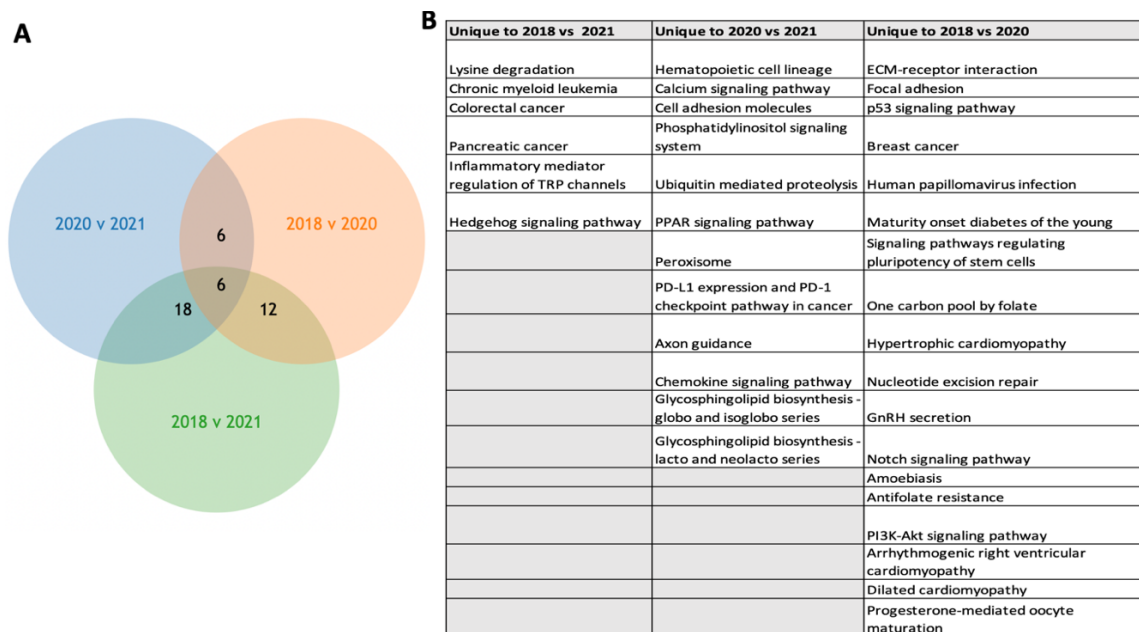 A
2020 v 2021
2018 v 2020
2018 v 2021
6
6
18
12
B
Unique to 2018 vs 2021
Unique to 2020 vs 2021
Unique to 2018 vs 2020
Lysine degradation
Hematopoietic cell lineage
ECM-receptor interaction
Chronic myeloid leukemia
Calcium signaling pathway
Focal adhesion
Colorectal cancer
Cell adhesion molecules
p53 signaling pathway
Pancreatic cancer
Phosphatidylinositol signaling
system
Breast cancer
Inflammatory mediator
regulation of TRP channels
Ubiquitin mediated proteolysis
Human papillomavirus infection
Hedgehog signaling pathway
PPAR signaling pathway
Maturity onset diabetes of the young
Peroxisome
Signaling pathways regulating
pluripotency of stem cells
PD-L1 expression and PD-1
checkpoint pathway in cancer
One carbon pool by folate
Axon guidance
Hypertrophic cardiomyopathy
Chemokine signaling pathway
Nucleotide excision repair
Glycosphingolipid biosynthesis -
globo and isoglobo series
GnRH secretion
Glycosphingolipid biosynthesis -
lacto and neolacto series
Notch signaling pathway
Amoebiasis
Antifolate resistance
PI3K-Akt signaling pathway
Arrhythmogenic right ventricular
cardiomyopathy
Dilated cardiomyopathy
Progesterone-mediated oocyte
maturation